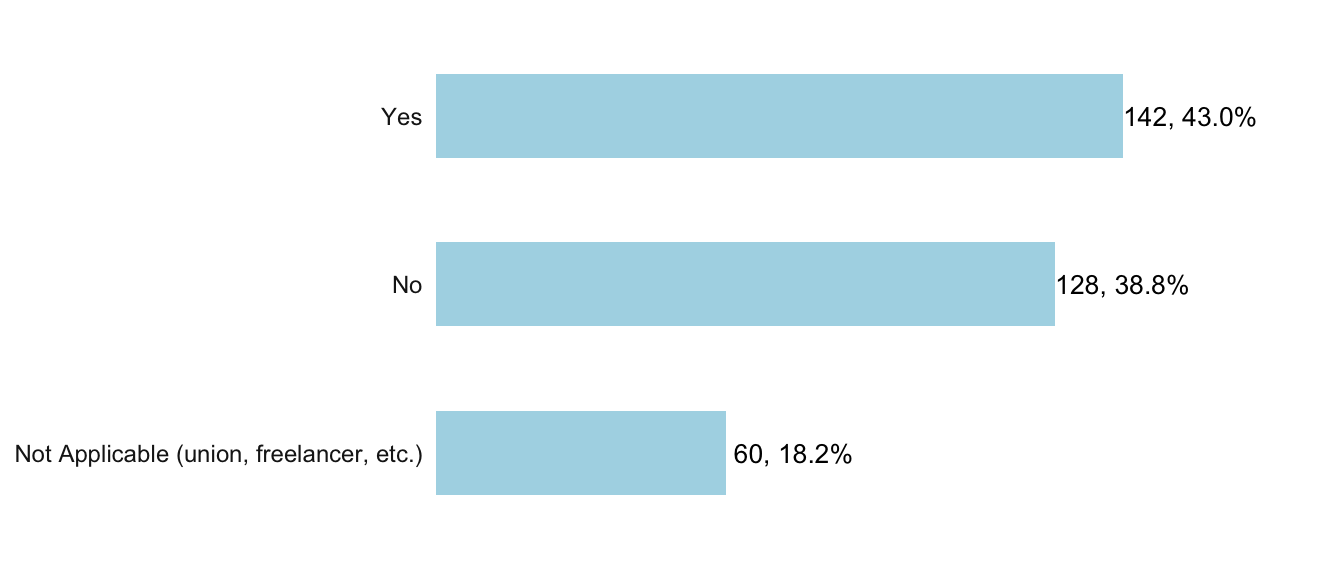 Yes 142, 43.0%
No 128, 38.8%
Not Applicable (union, freelancer, etc.) 60, 18.2%